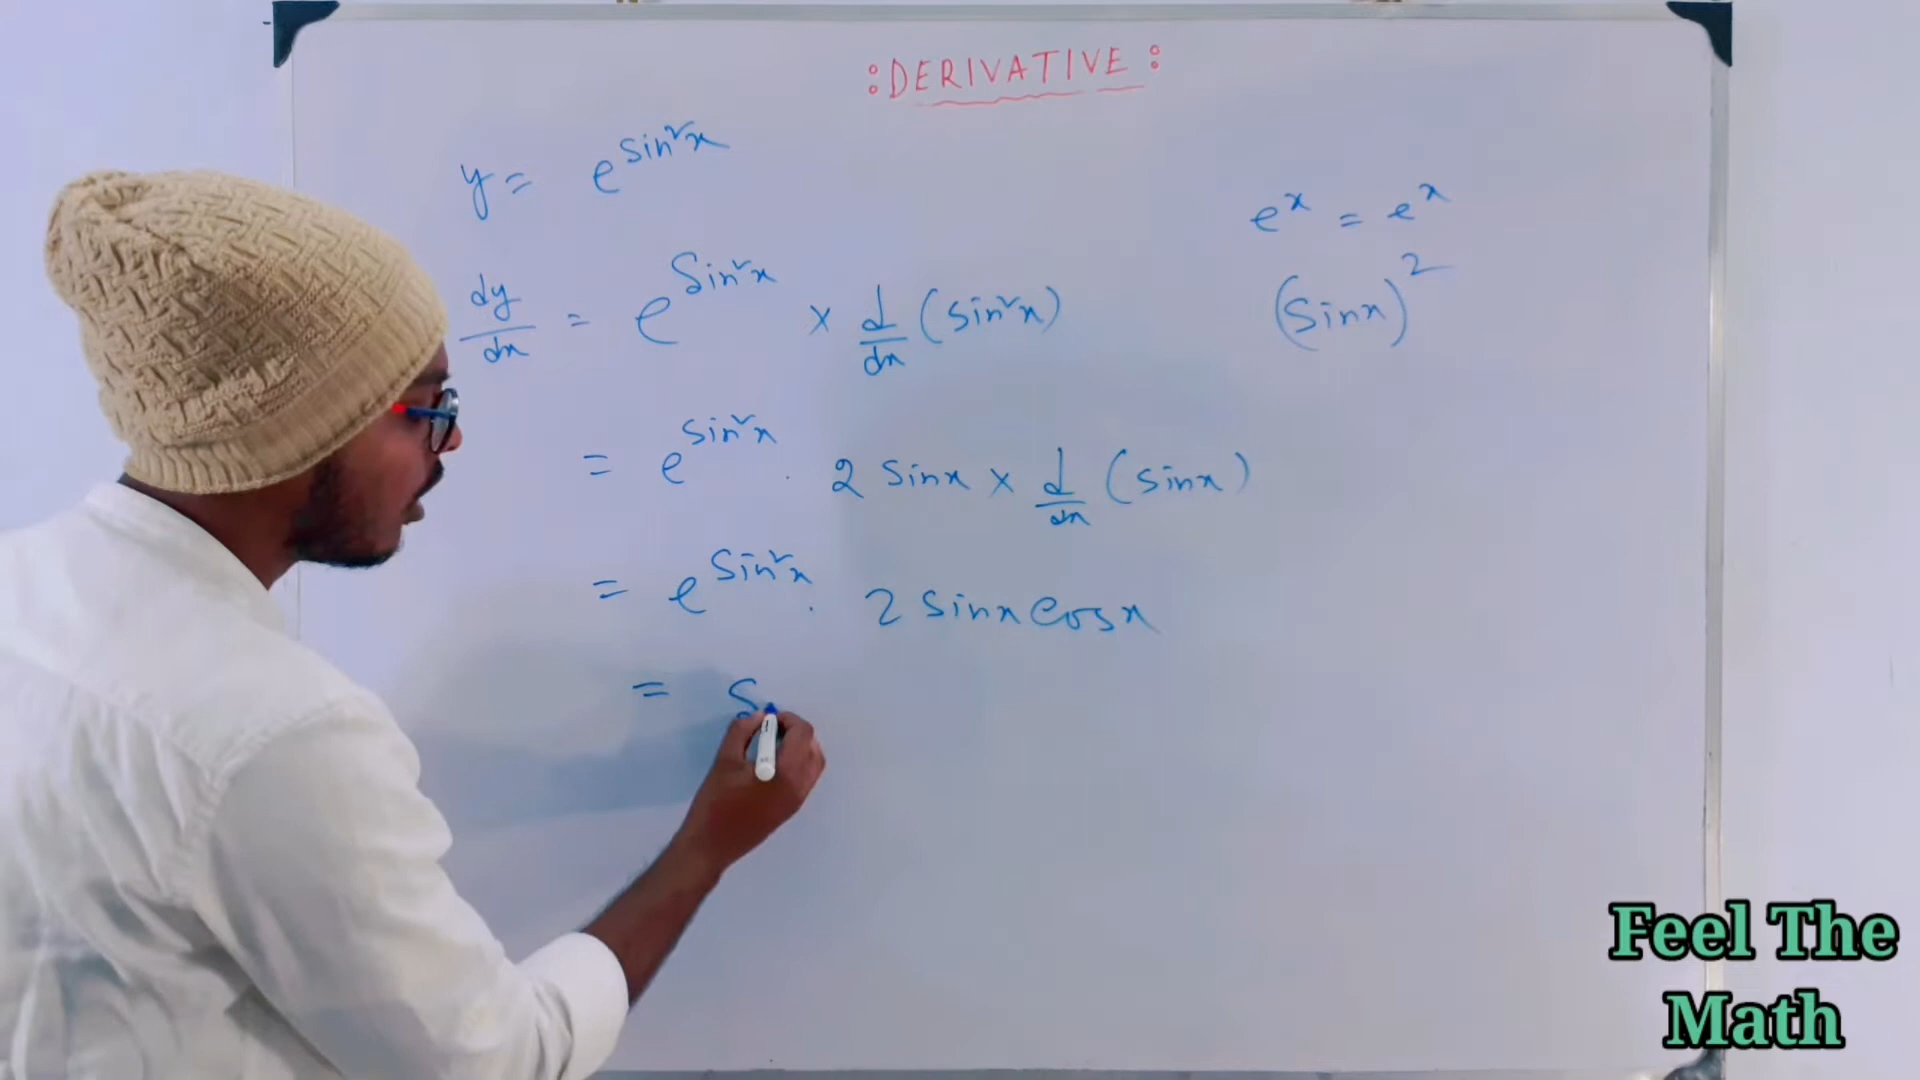 :DERIVATIVE:
y = e^sin²x
dy/dx = e^Sin²x × d/dx (sin²x)
= e^sin²x . 2 sinx × d/dx (sinx)
= e^sin²x . 2 sinx cosx
= S
e^x = e^x
(sinx)^2
Feel The
Math